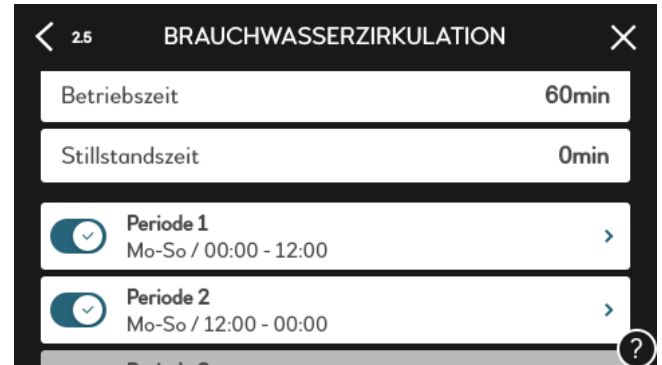 2.5 BRAUCHWASSERZIRKULATION
Betriebszeit 60min
Stillstandszeit 0min
Periode 1
Mo-So / 00:00 - 12:00
Periode 2
Mo-So / 12:00 - 00:00
?